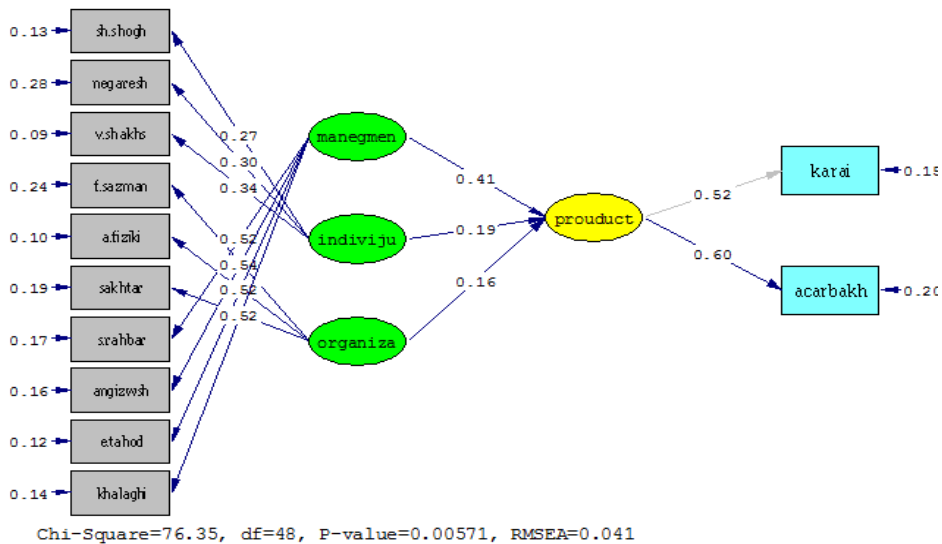 0.13 sh.shogh
0.28 negaresh
0.09 v.shakhs
0.24 f.sazman
0.10 a.fiziki
0.19 sakhtar
0.17 s.rahbar
0.16 angizwsh
0.12 e.tahod
0.14 khalaghi
0.27
0.30
0.34
0.52
0.54
0.52
0.52
manegmen
indiviju
organiza
0.41
0.19
0.16
prouduct
0.52
0.60
karai 0.15
acarbakh 0.20
Chi-Square=76.35, df=48, P-value=0.00571, RMSEA=0.041